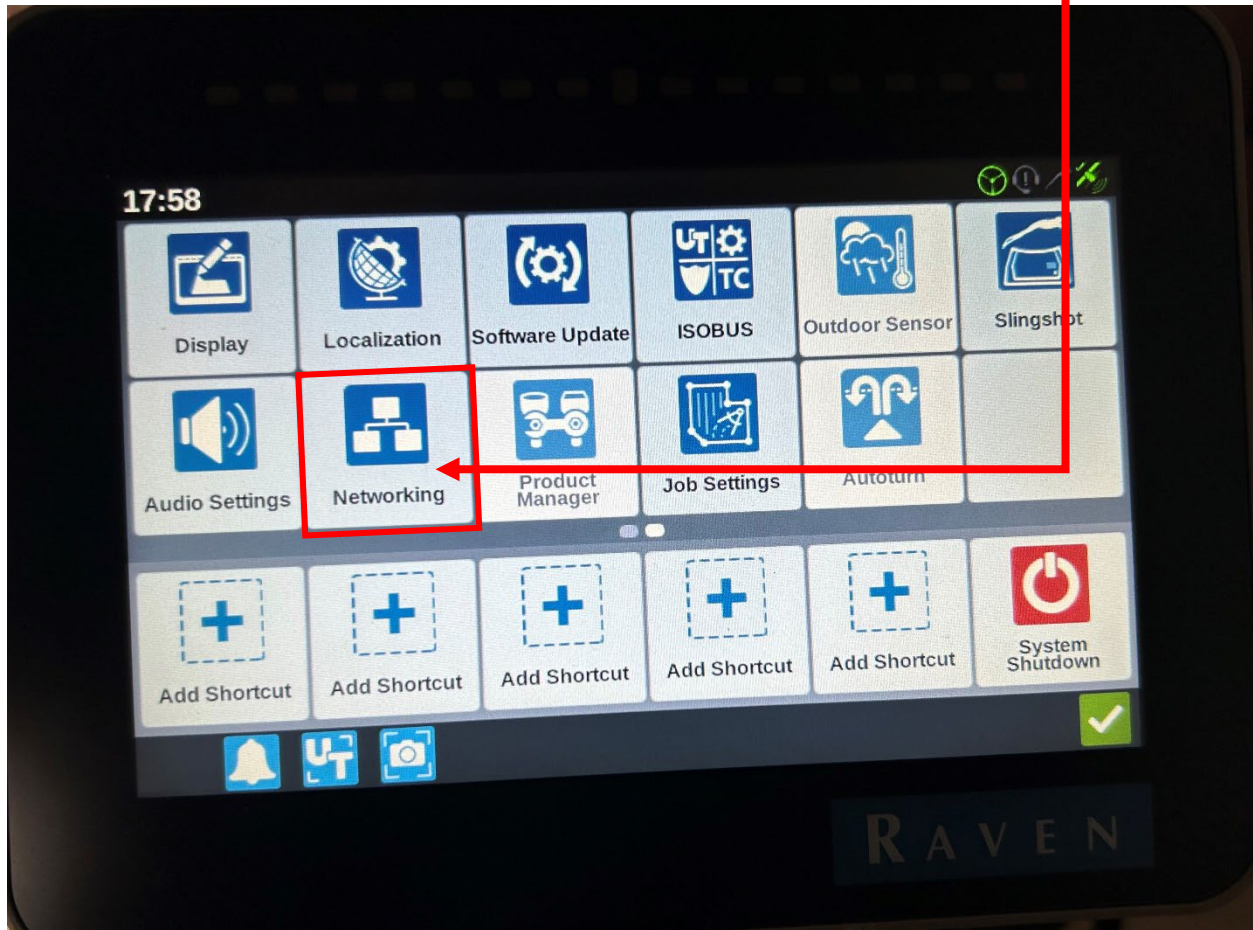 17:58
Display
Localization
Software Update
UT
TC
ISOBUS
Outdoor Sensor
Slingshot
Audio Settings
Networking
Product
Manager
Job Settings
Autoturn
Add Shortcut
Add Shortcut
Add Shortcut
Add Shortcut
Add Shortcut
System
Shutdown
UT
RAVEN